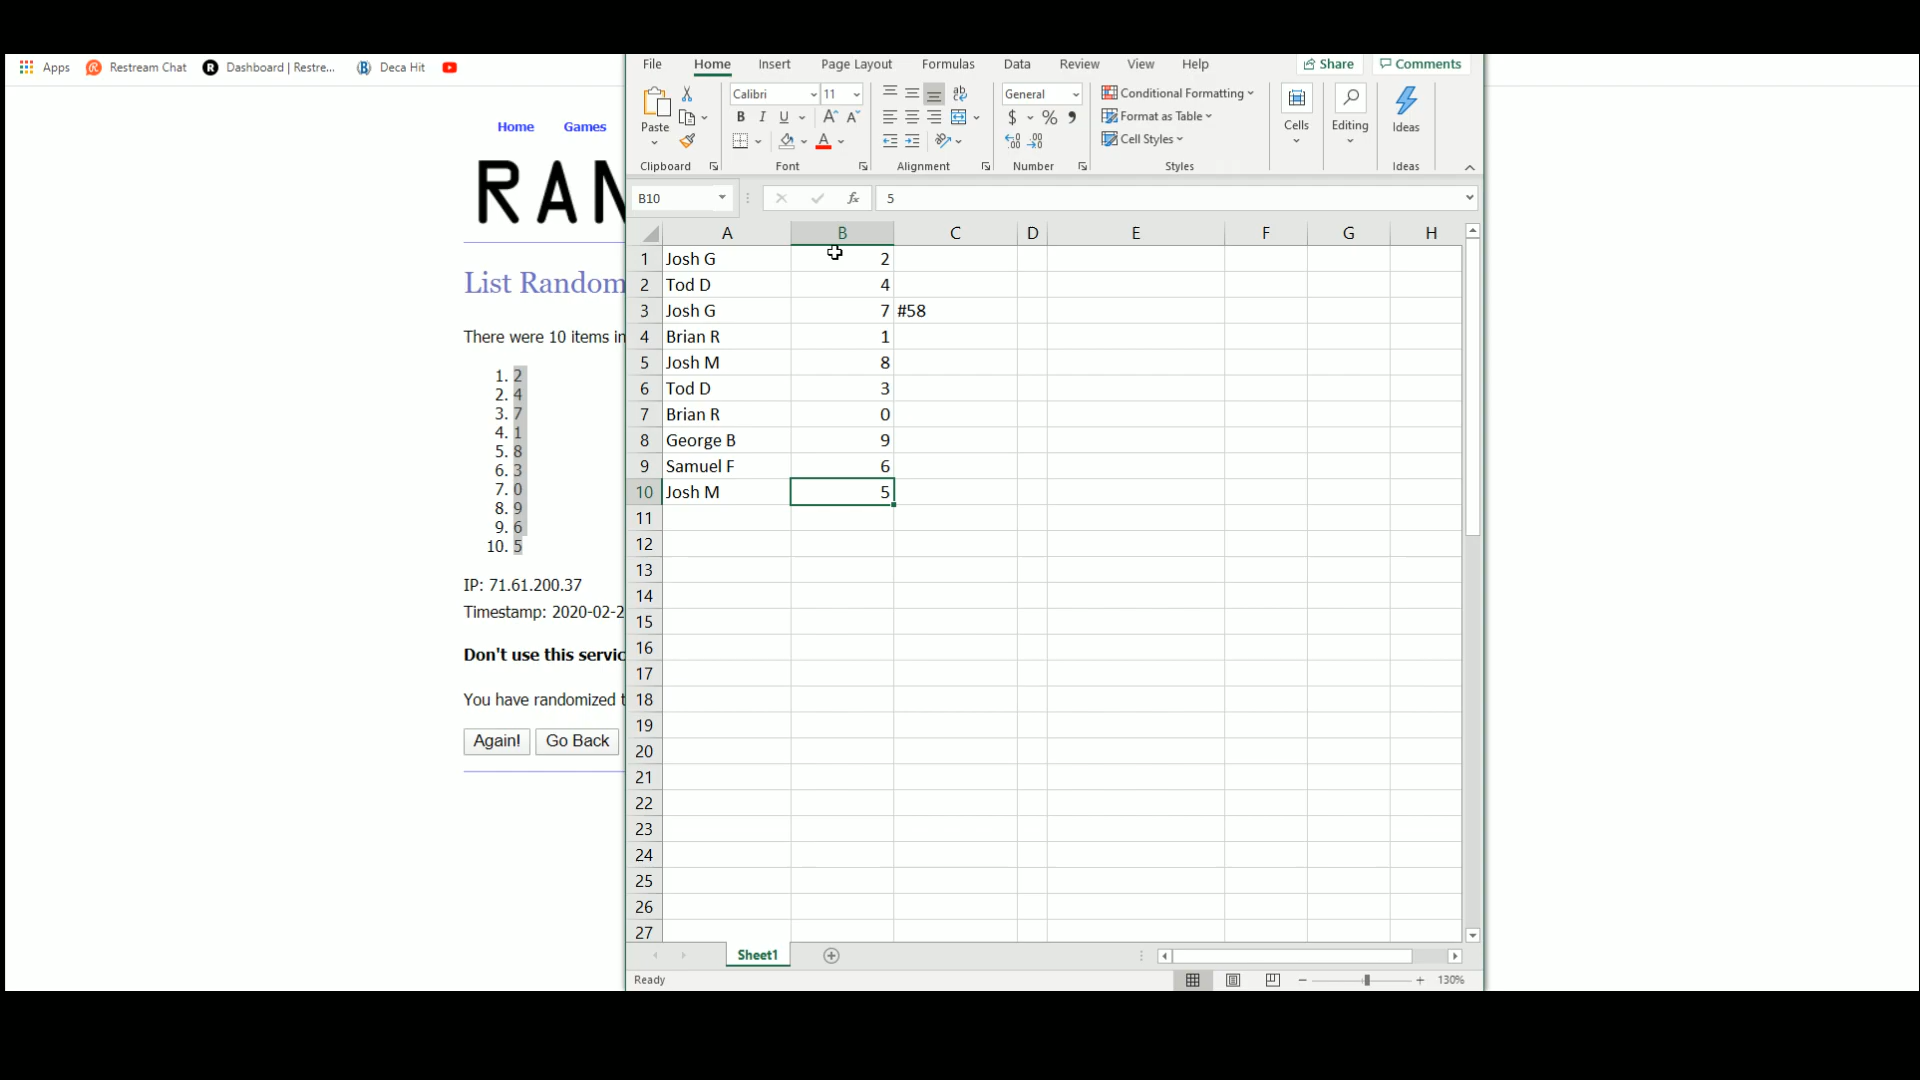 Apps Restream Chat Dashboard | Restre... Deca Hit
Home Games
RAN
List Random
There were 10 items in
1. 2
2. 4
3. 7
4. 1
5. 8
6. 3
7. 0
8. 9
9. 6
10. 5
IP: 71.61.200.37
Timestamp: 2020-02-2
Don't use this servic
You have randomized t
Again! Go Back
File Home Insert Page Layout Formulas Data Review View Help Share Comments
Paste Calibri 11 General Conditional Formatting
Format as Table
Cell Styles
Cells Editing Ideas
Clipboard Font Alignment Number Styles Ideas
B10 fx 5
A B C D E F G H
1 Josh G 2
2 Tod D 4
3 Josh G 7 #58
4 Brian R 1
5 Josh M 8
6 Tod D 3
7 Brian R 0
8 George B 9
9 Samuel F 6
10 Josh M 5
11
12
13
14
15
16
17
18
19
20
21
22
23
24
25
26
27
Sheet1
Ready 130%